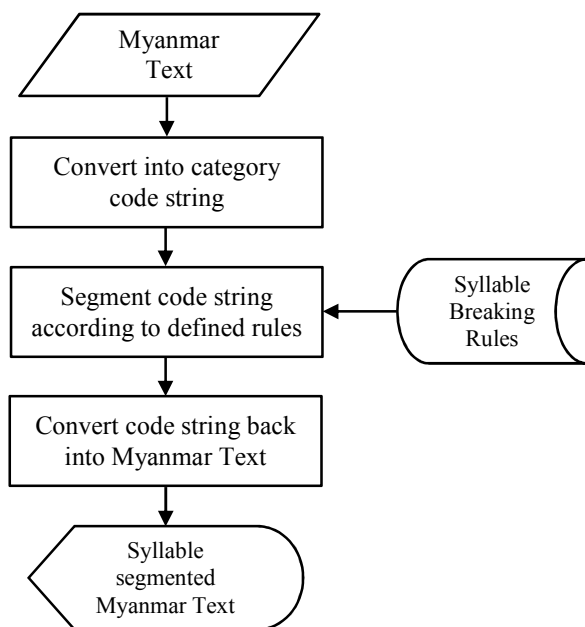 Myanmar
Text
Convert into category
code string
Segment code string
according to defined rules
Syllable
Breaking
Rules
Convert code string back
into Myanmar Text
Syllable
segmented
Myanmar Text